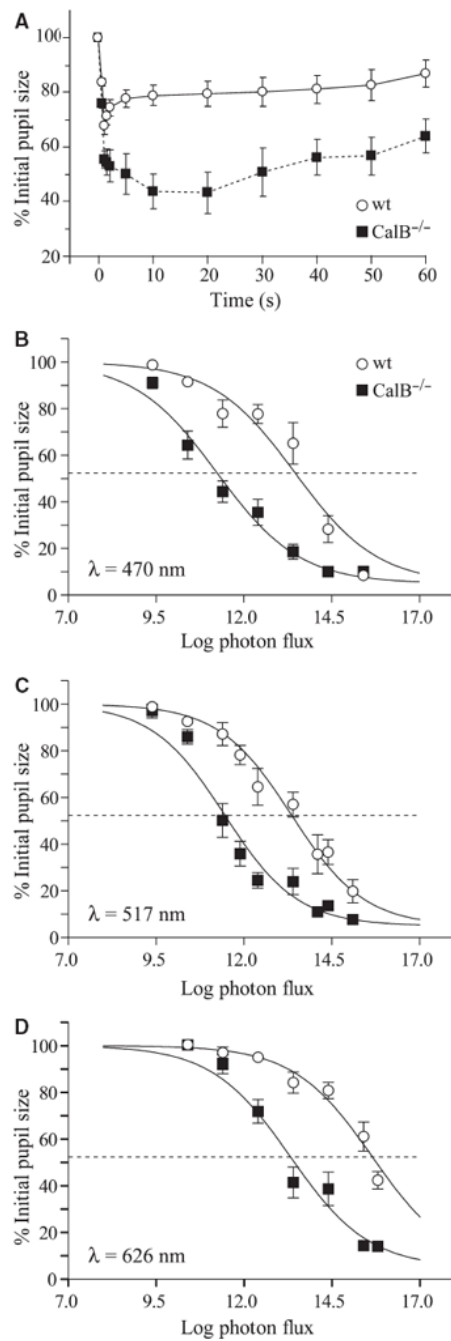 A
% Initial pupil size
100
80
60
40
20
wt
CalB−/−
0 10 20 30 40 50 60
Time (s)
B
% Initial pupil size
100
80
60
40
20
0
wt
CalB−/−
λ = 470 nm
7.0 9.5 12.0 14.5 17.0
Log photon flux
C
% Initial pupil size
100
80
60
40
20
0
λ = 517 nm
7.0 9.5 12.0 14.5 17.0
Log photon flux
D
% Initial pupil size
100
80
60
40
20
0
λ = 626 nm
7.0 9.5 12.0 14.5 17.0
Log photon flux